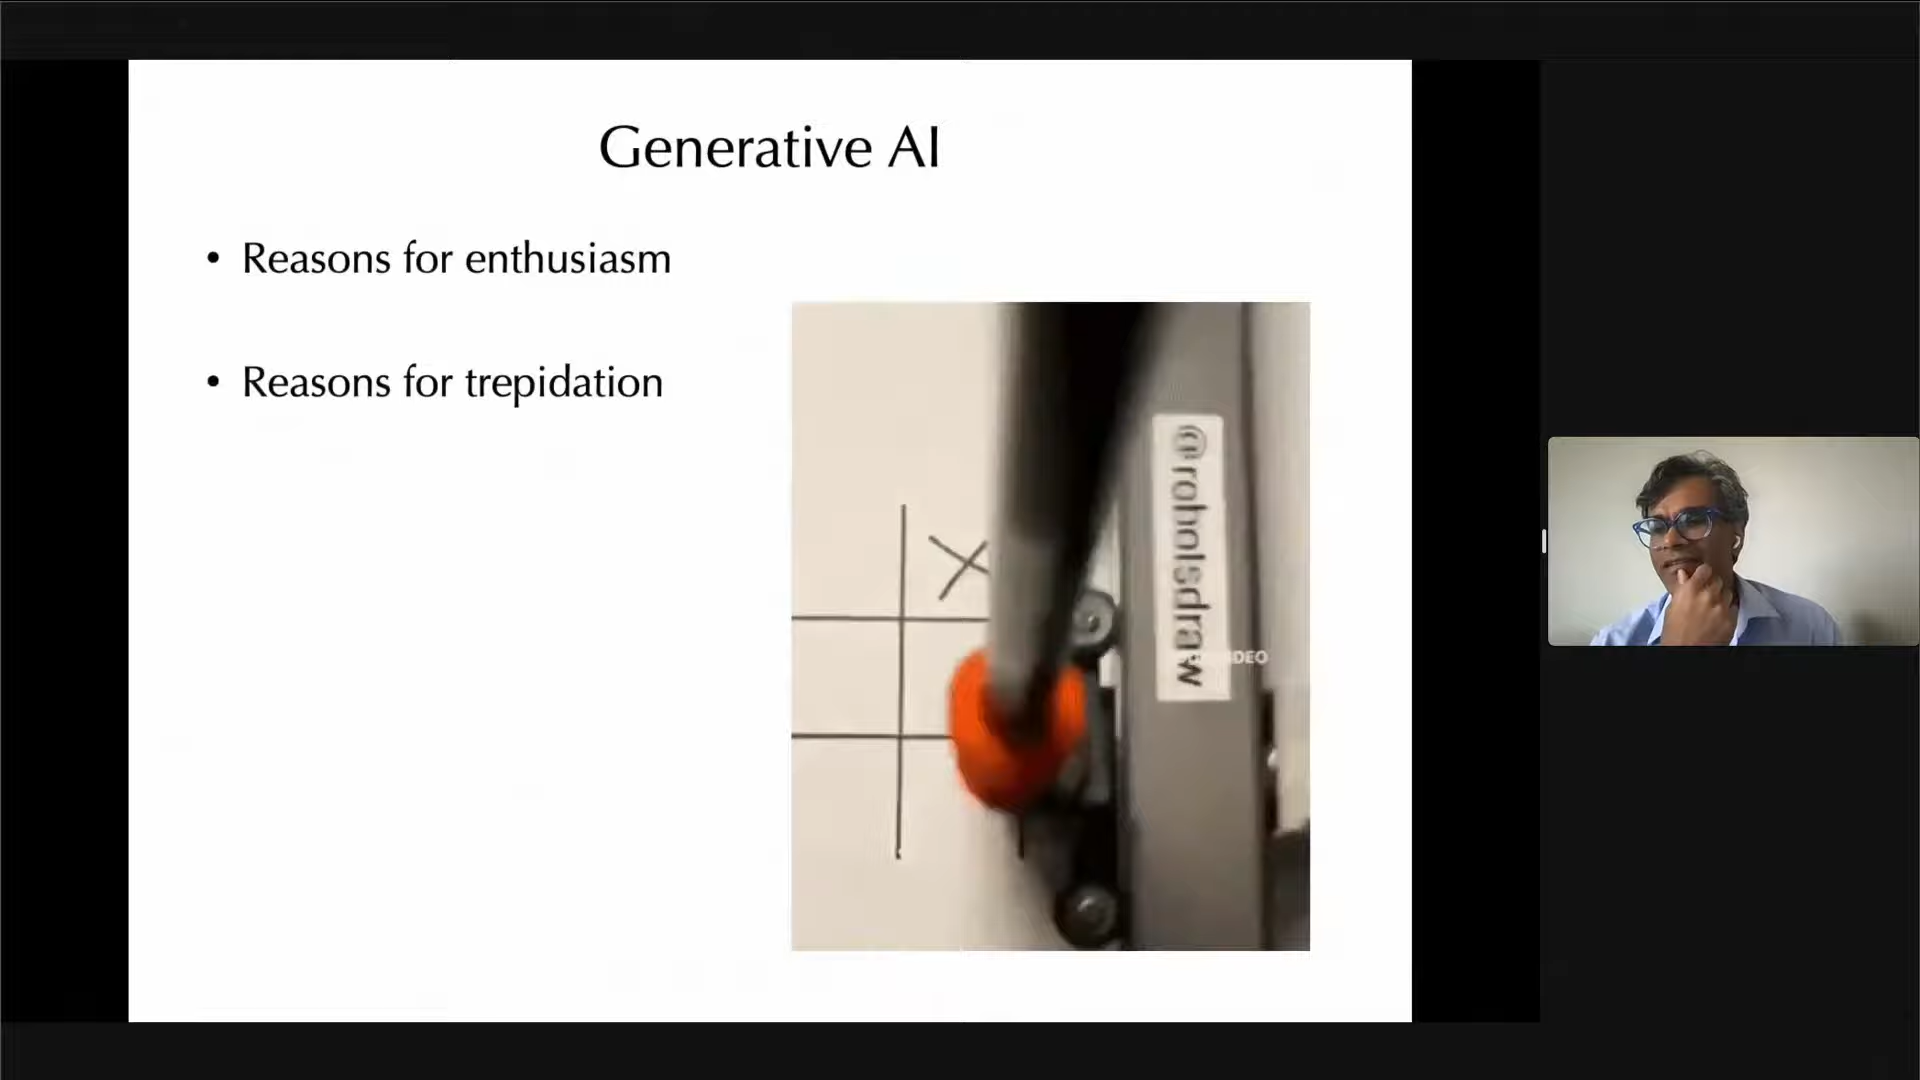 Generative AI
• Reasons for enthusiasm
• Reasons for trepidation
@robotsdraw